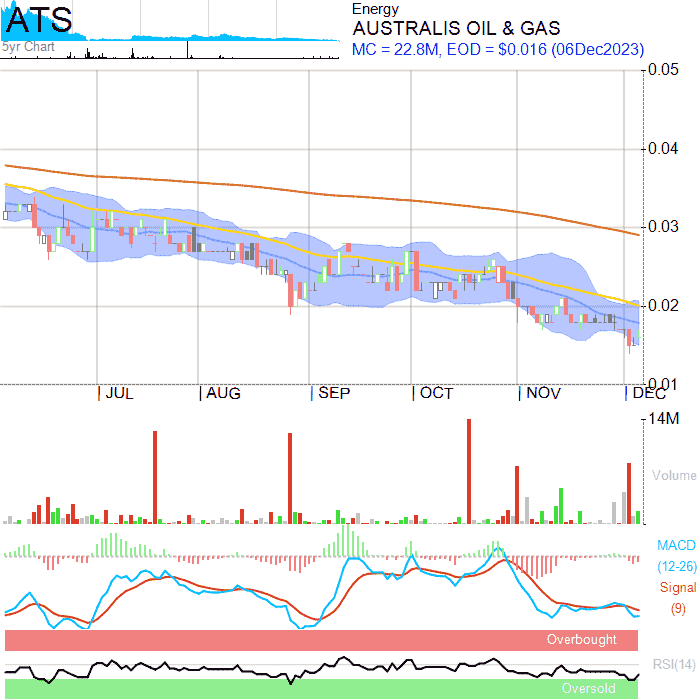 ATS
5yr Chart
Energy
AUSTRALIS OIL & GAS
MC = 22.8M, EOD = $0.016 (06Dec2023)
0.05
0.04
0.03
0.02
0.01
JUL
AUG
SEP
OCT
NOV
DEC
14M
Volume
MACD
(12-26)
Signal
(9)
Overbought
RSI(14)
Oversold